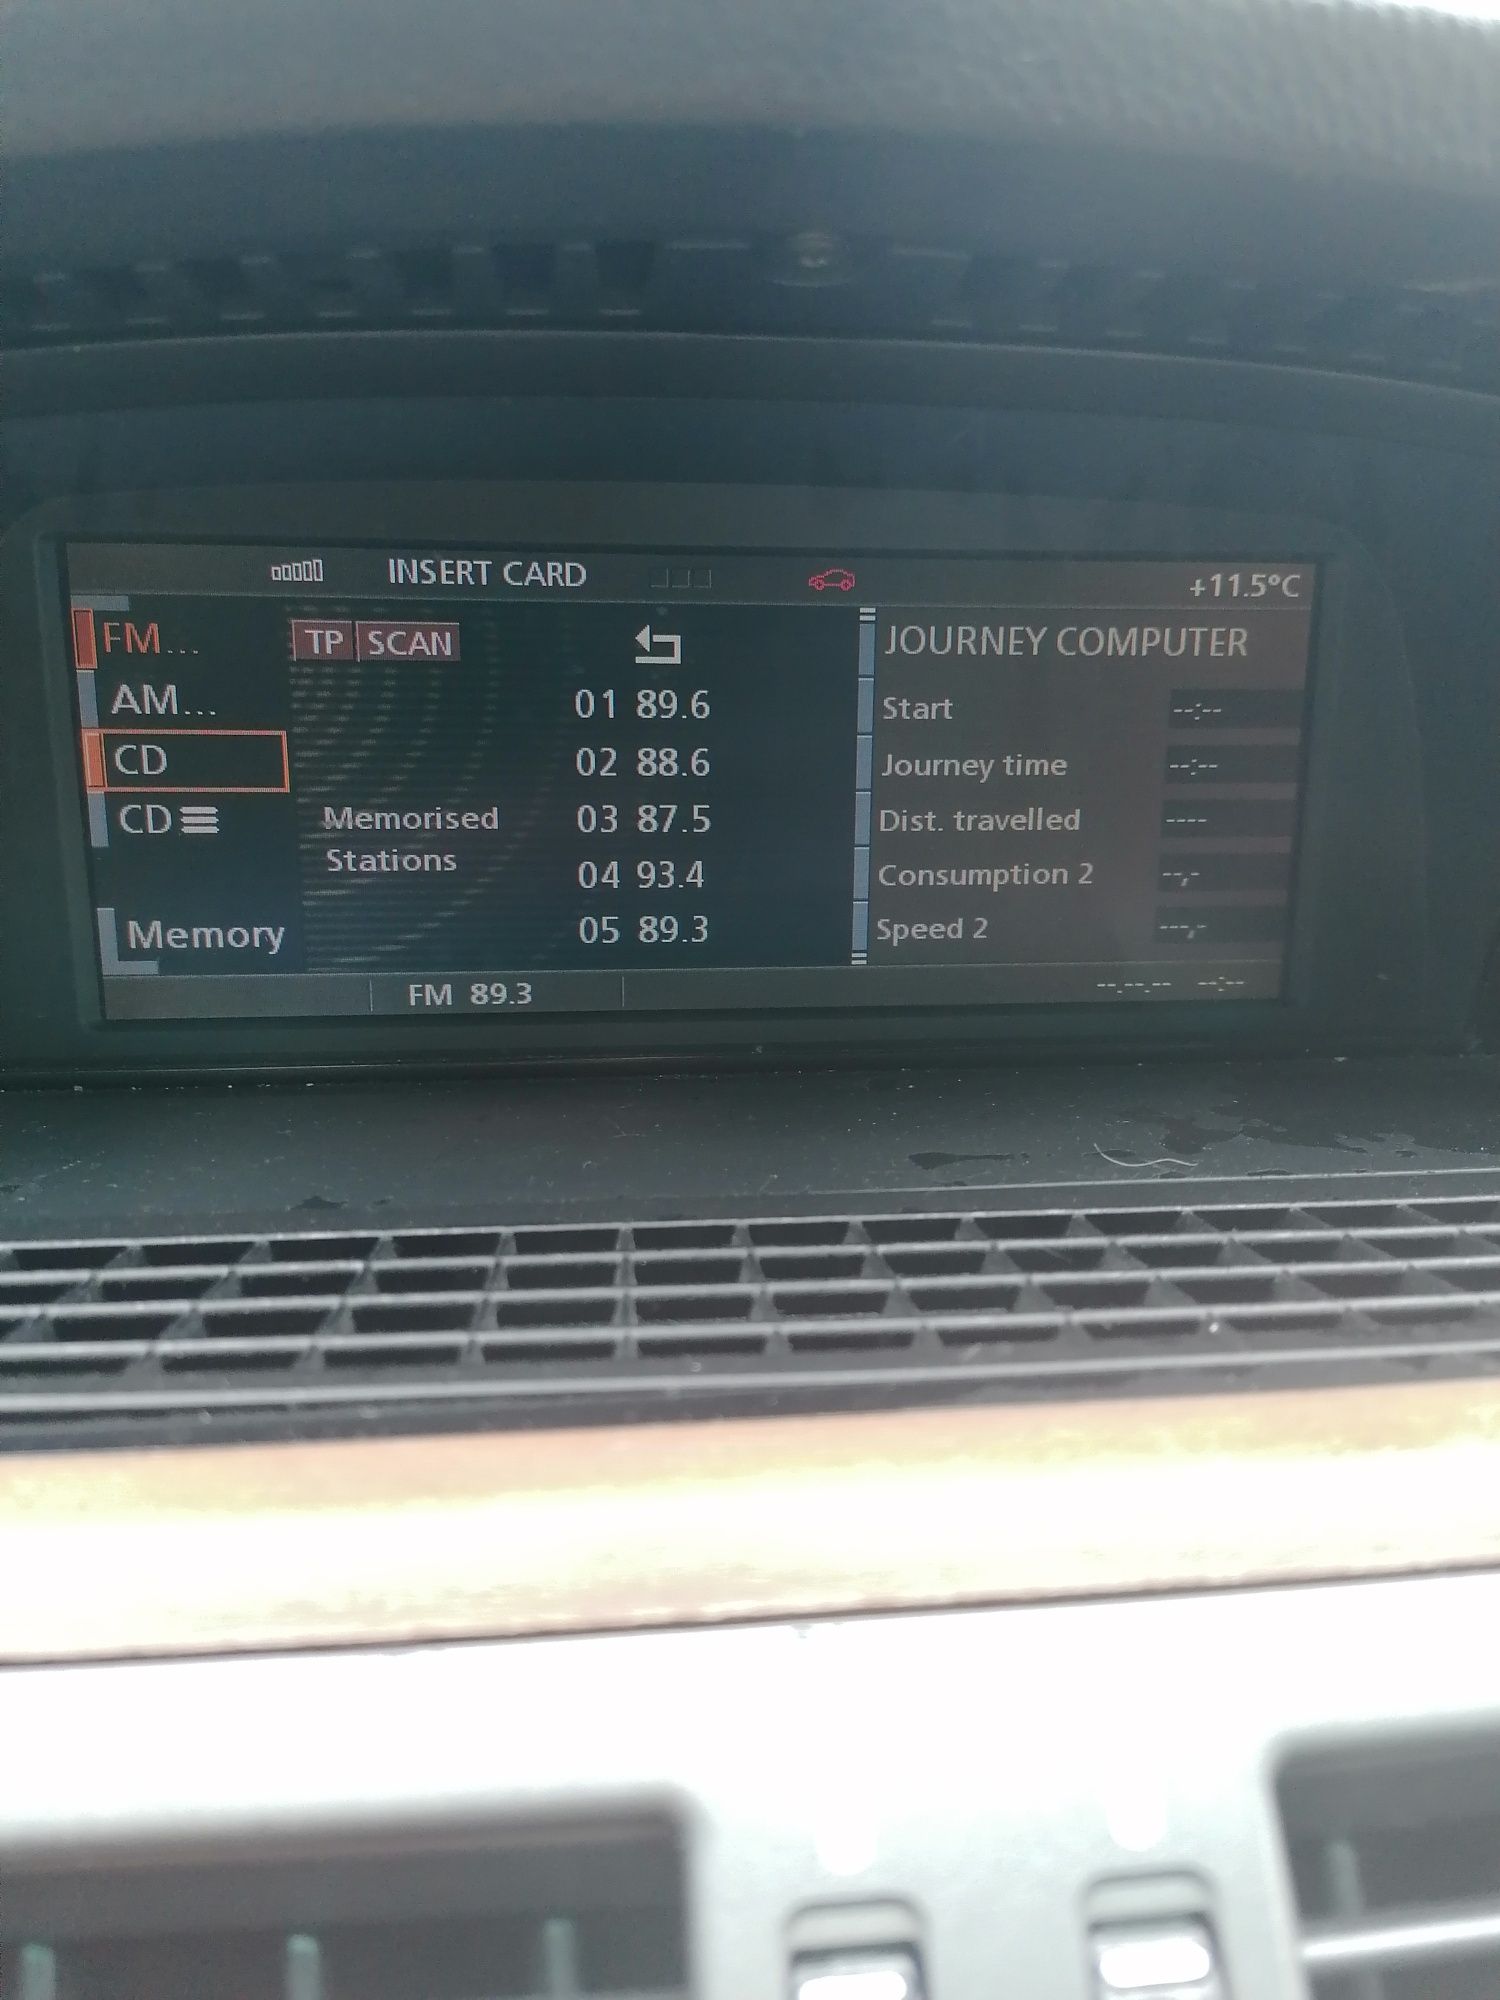 INSERT CARD
+11.5°C
FM...
TP SCAN
AM...
01 89.6
CD
02 88.6
CD
Memorised
Stations
03 87.5
04 93.4
Memory
05 89.3
JOURNEY COMPUTER
Start --:--
Journey time --:--
Dist. travelled ----
Consumption 2 --,-
Speed 2 ---,-
FM 89.3
--.--.-- --:--